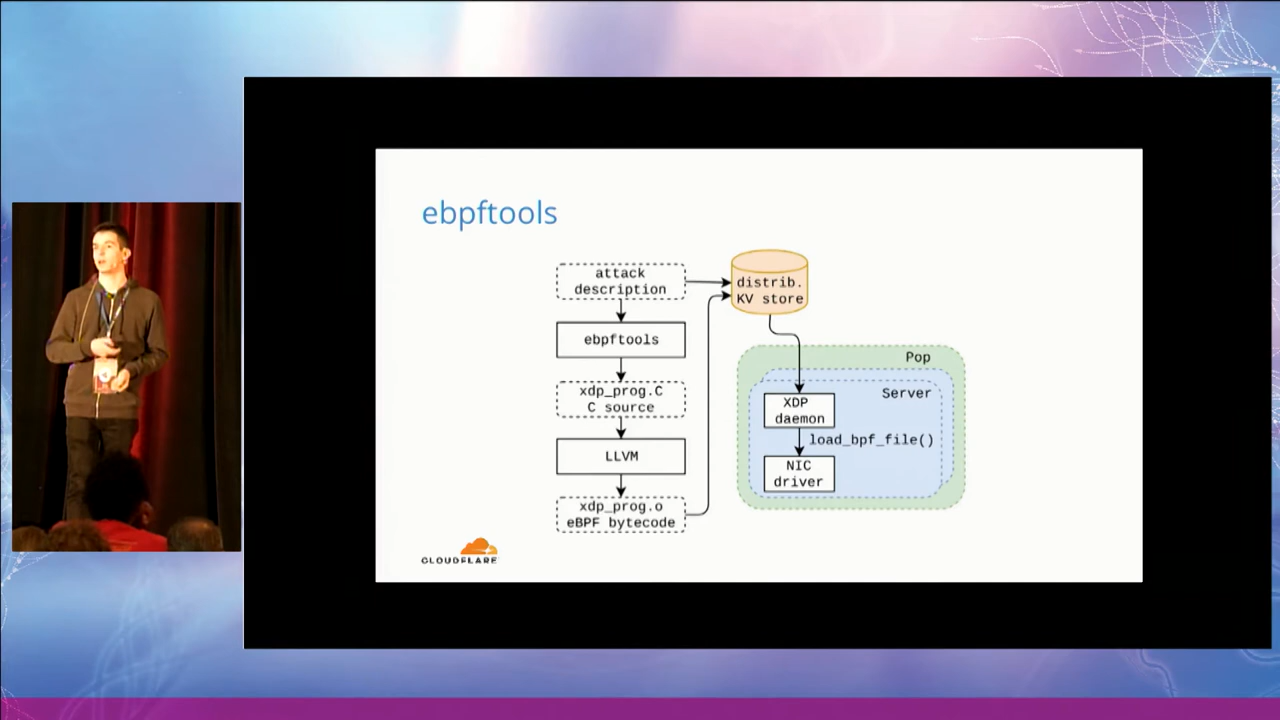 ebpftools
attack
description
distrib.
KV store
ebpftools
Pop
xdp_prog.C
C source
Server
XDP
daemon
load_bpf_file()
LLVM
NIC
driver
xdp_prog.o
eBPF bytecode
CLOUDFLARE